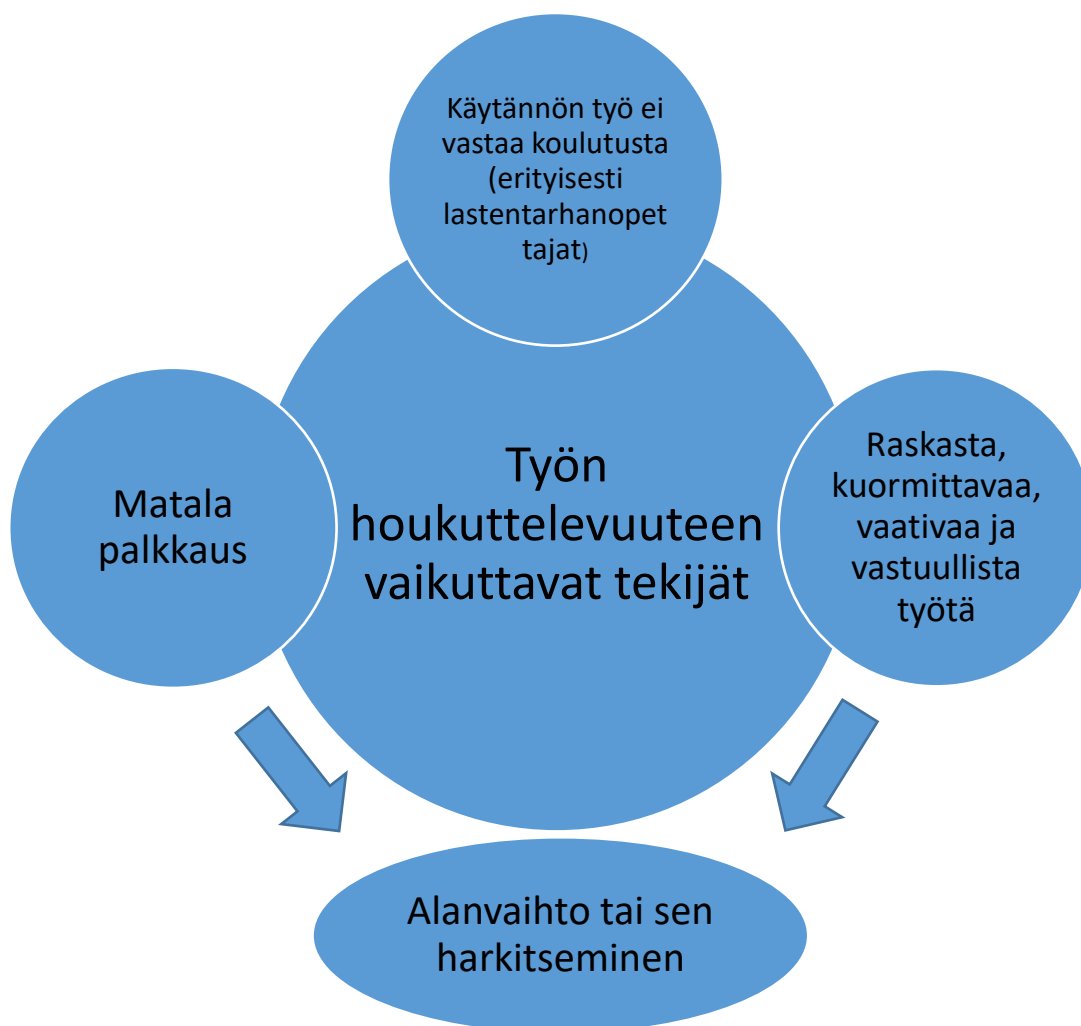 Käytännön työ ei
vastaa koulutusta
(erityisesti
lastentarhanopet
tajat)
Työn
houkuttelevuuteen
vaikuttavat tekijät
Matala
palkkaus
Raskasta,
kuormittavaa,
vaativaa ja
vastuullista
työtä
Alanvaihto tai sen
harkitseminen